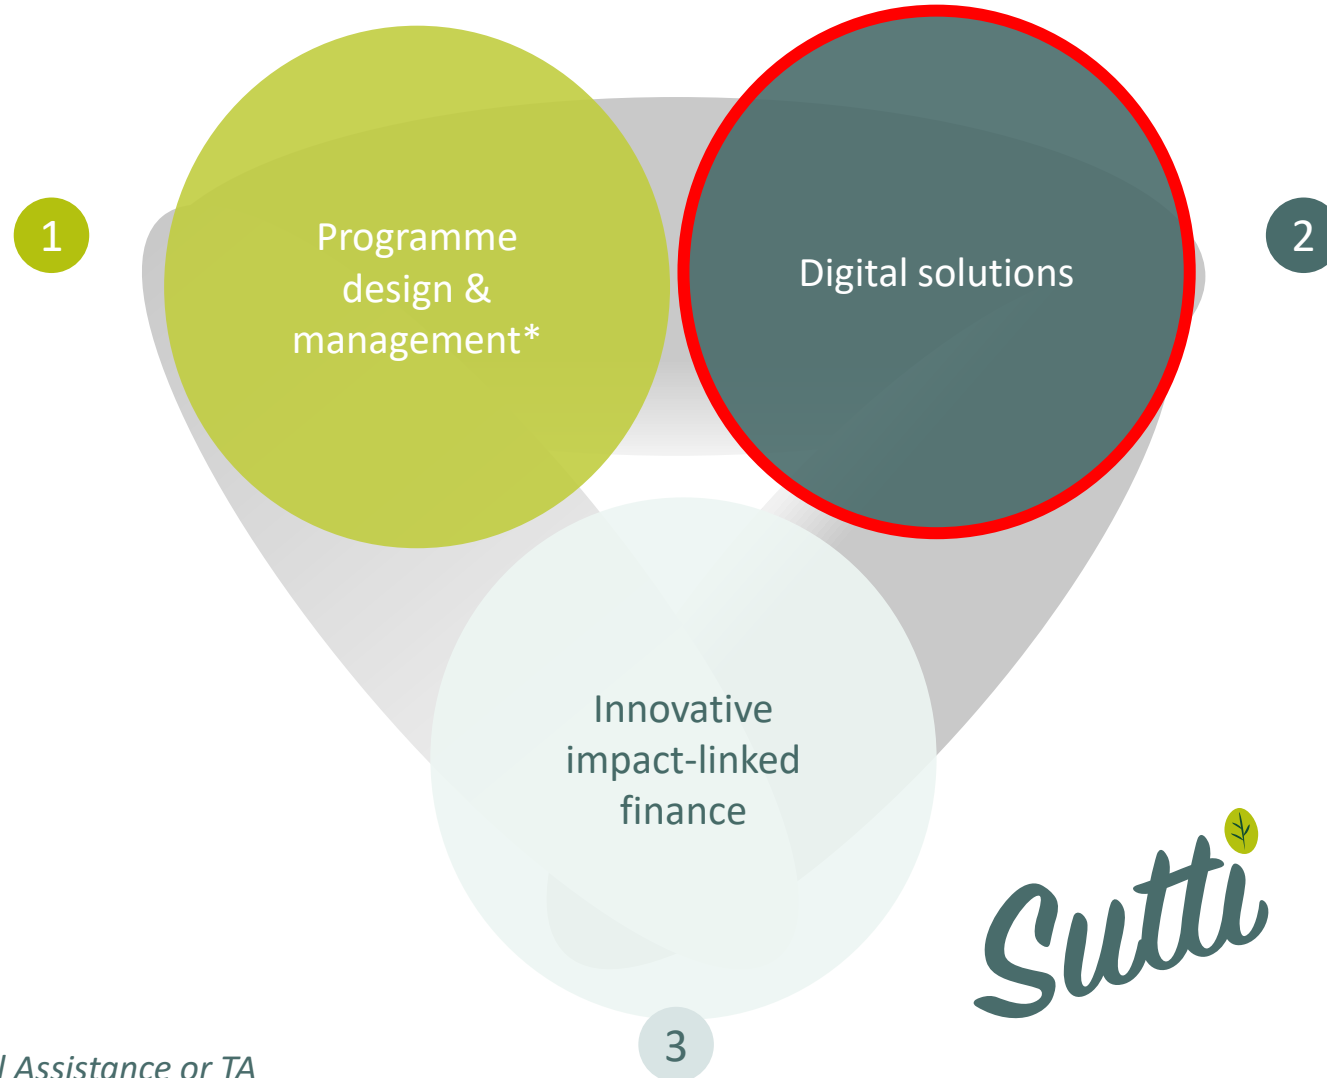 1
Programme
design &
management*
Digital solutions
2
Innovative
impact-linked
finance
Sutti
3
Assistance or TA